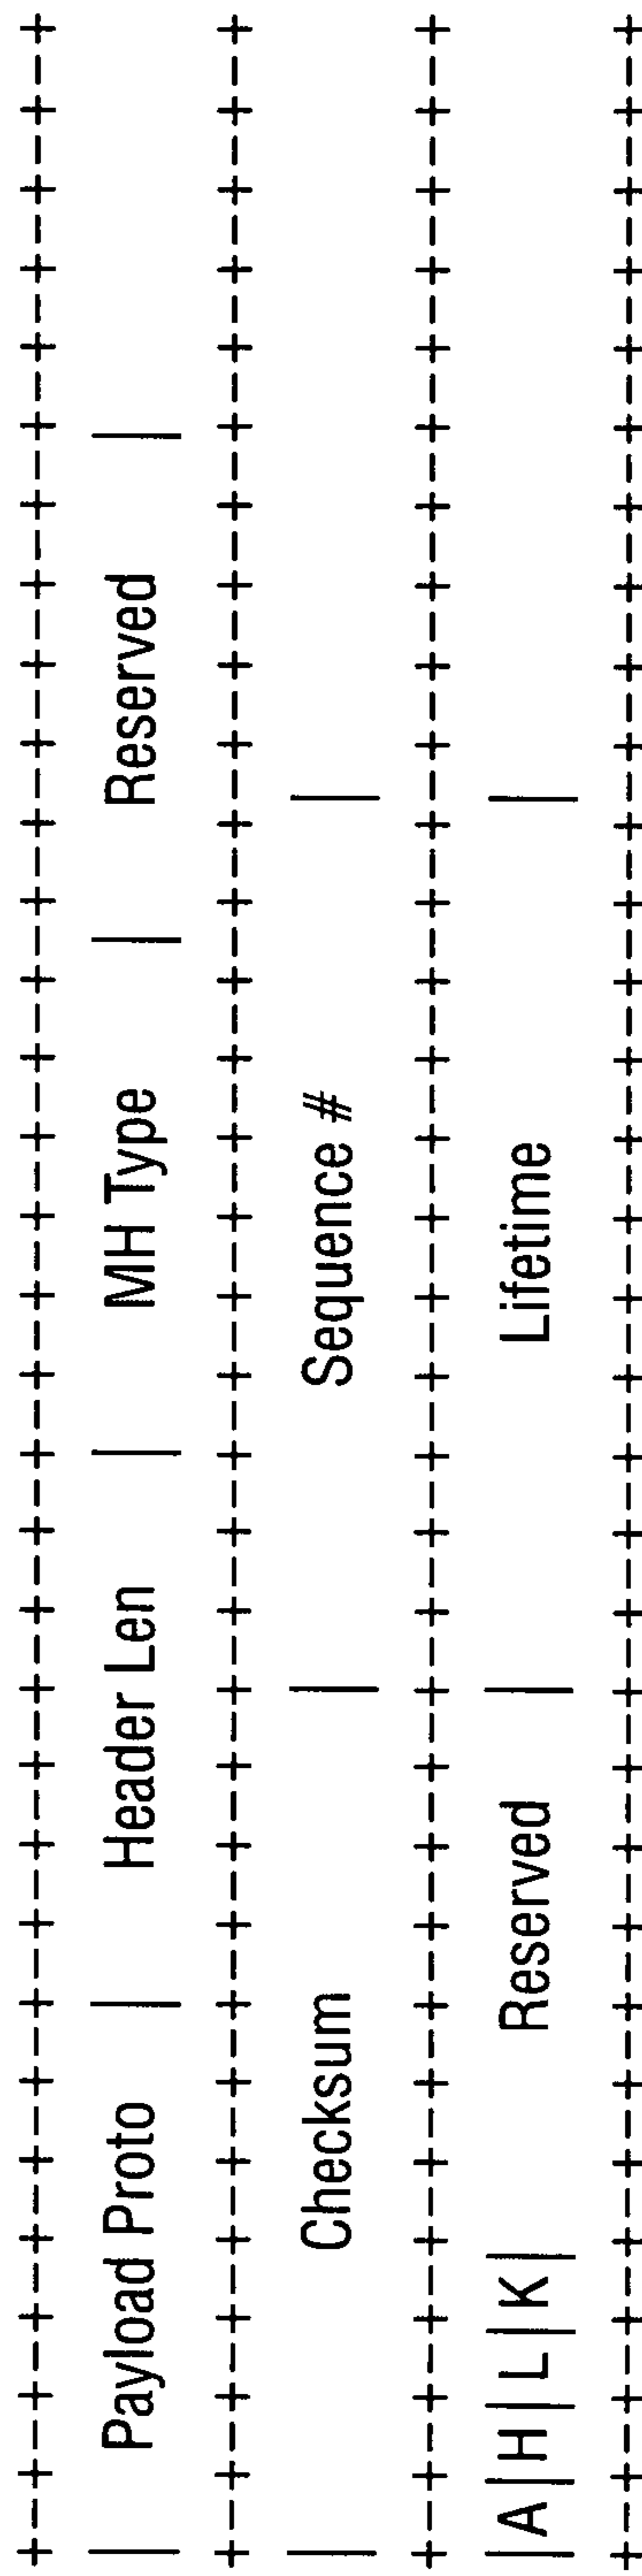 +--+--+--+--+--+--+--+--+--+--+--+--+--+--+--+--+--+--+--+--+--+--+--+--+--+--+--+--+--+--+--+--+
| Payload Proto | Header Len | MH Type | Reserved |
+--+--+--+--+--+--+--+--+--+--+--+--+--+--+--+--+--+--+--+--+--+--+--+--+--+--+--+--+--+--+--+--+
| Checksum | Sequence # |
+--+--+--+--+--+--+--+--+--+--+--+--+--+--+--+--+--+--+--+--+--+--+--+--+--+--+--+--+--+--+--+--+
|A|H|L|K| Reserved | Lifetime |
+--+--+--+--+--+--+--+--+--+--+--+--+--+--+--+--+--+--+--+--+--+--+--+--+--+--+--+--+--+--+--+--+